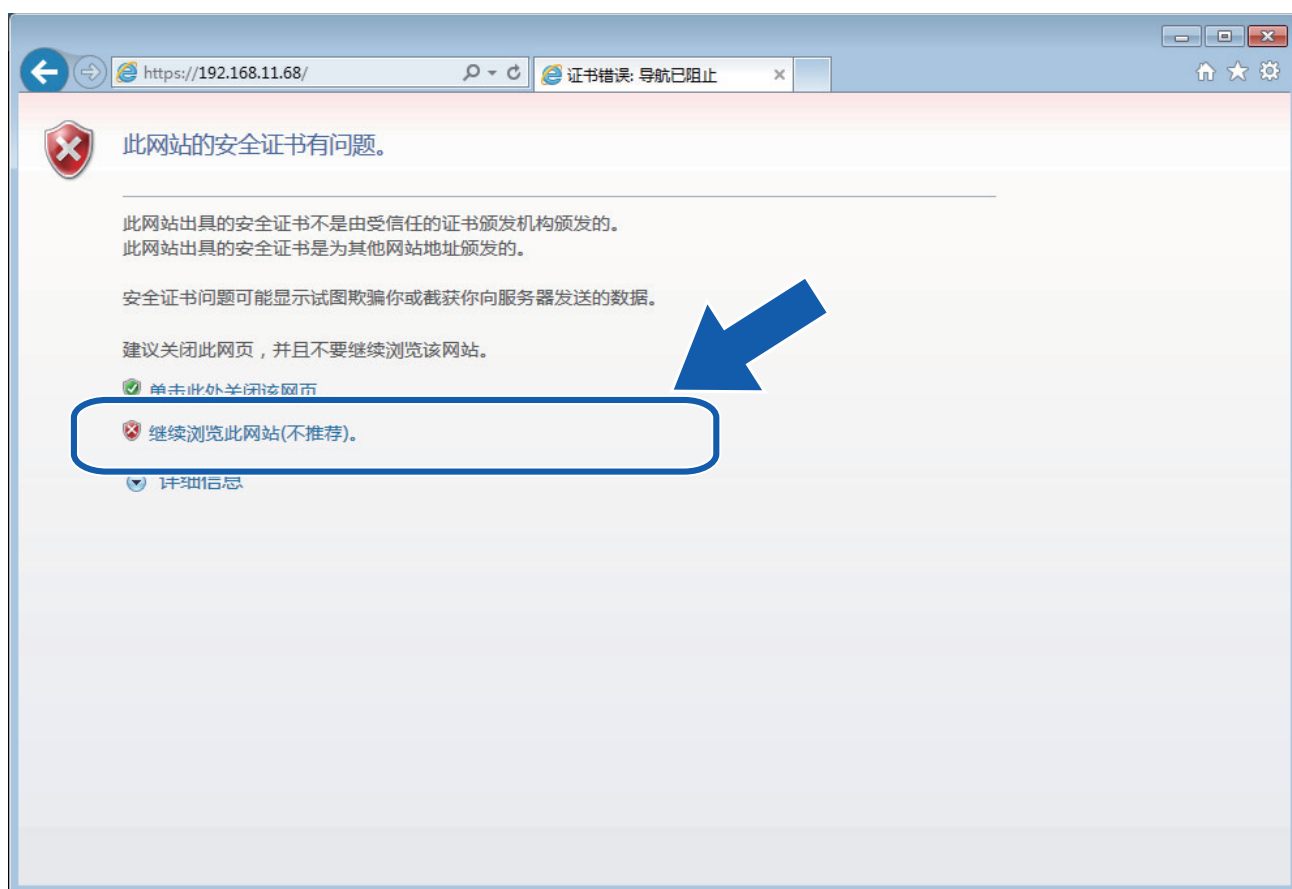 https://192.168.11.68/
证书错误: 导航已阻止
此网站的安全证书有问题。
此网站出具的安全证书不是由受信任的证书颁发机构颁发的。
此网站出具的安全证书是为其他网站地址颁发的。
安全证书问题可能显示试图欺骗你或截获你向服务器发送的数据。
建议关闭此网页，并且不要继续浏览该网站。
单击此处关闭该网页
继续浏览此网站(不推荐)。
详细信息